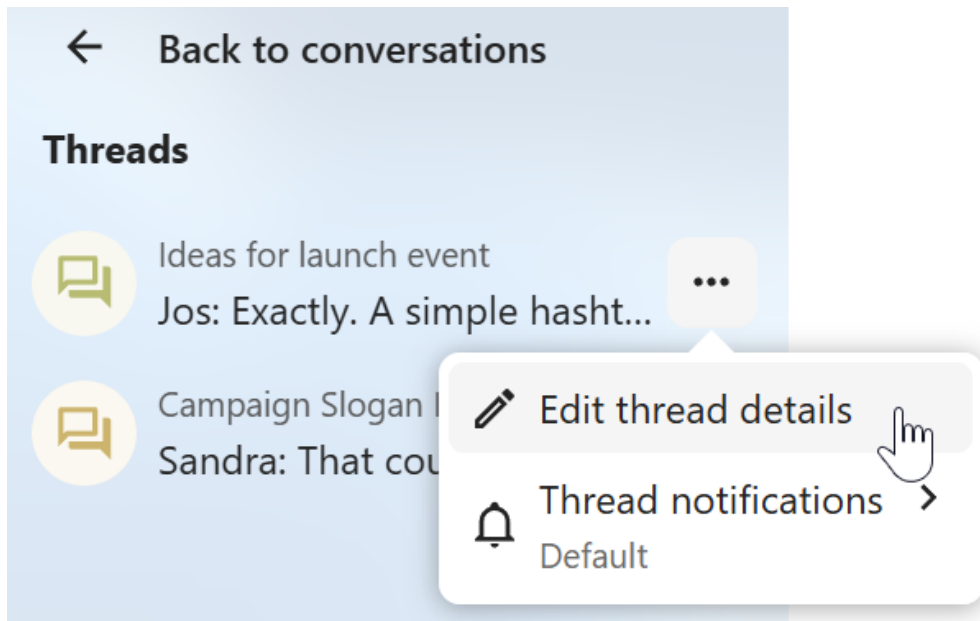 Back to conversations
Threads
Ideas for launch event
Jos: Exactly. A simple hasht...
Campaign Slogan
Sandra: That
Edit thread details
Thread notifications
Default